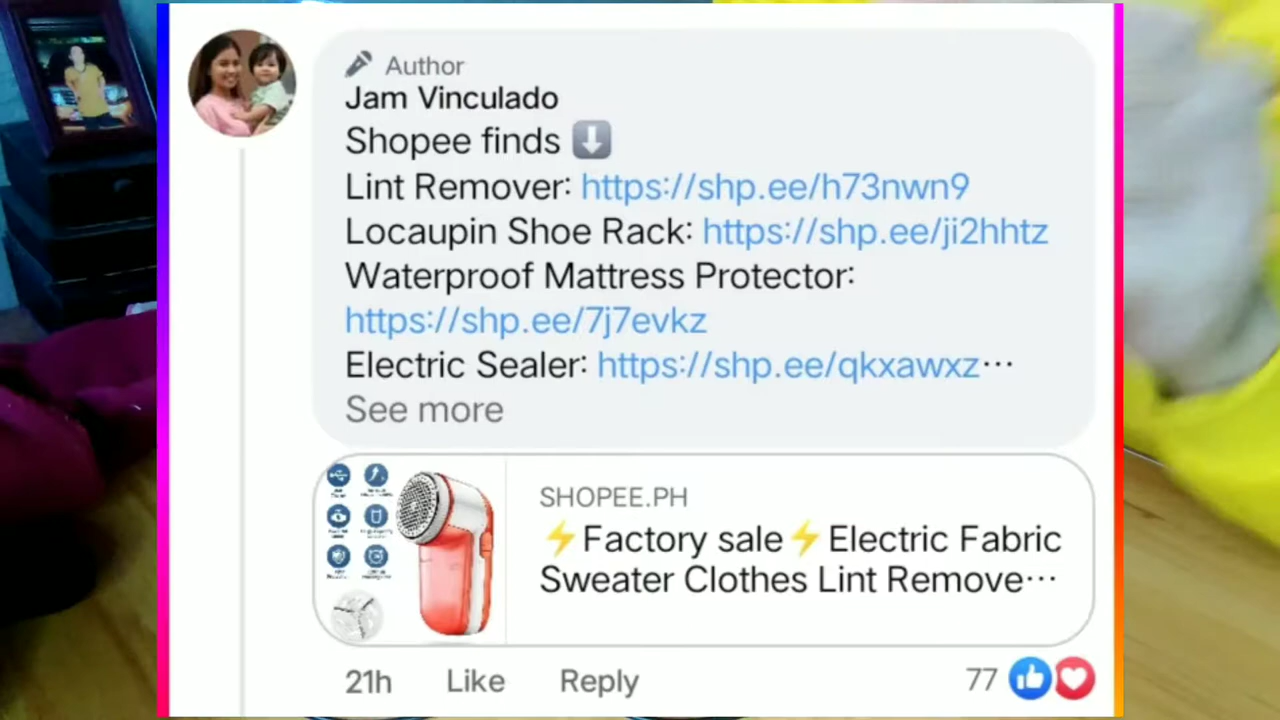 Author
Jam Vinculado
Shopee finds ⬇️
Lint Remover: https://shp.ee/h73nwn9
Locaupin Shoe Rack: https://shp.ee/ji2hhtz
Waterproof Mattress Protector:
https://shp.ee/7j7evkz
Electric Sealer: https://shp.ee/qkxawxz…
See more
SHOPEE.PH
⚡Factory sale⚡Electric Fabric
Sweater Clothes Lint Remove…
21h Like Reply 77